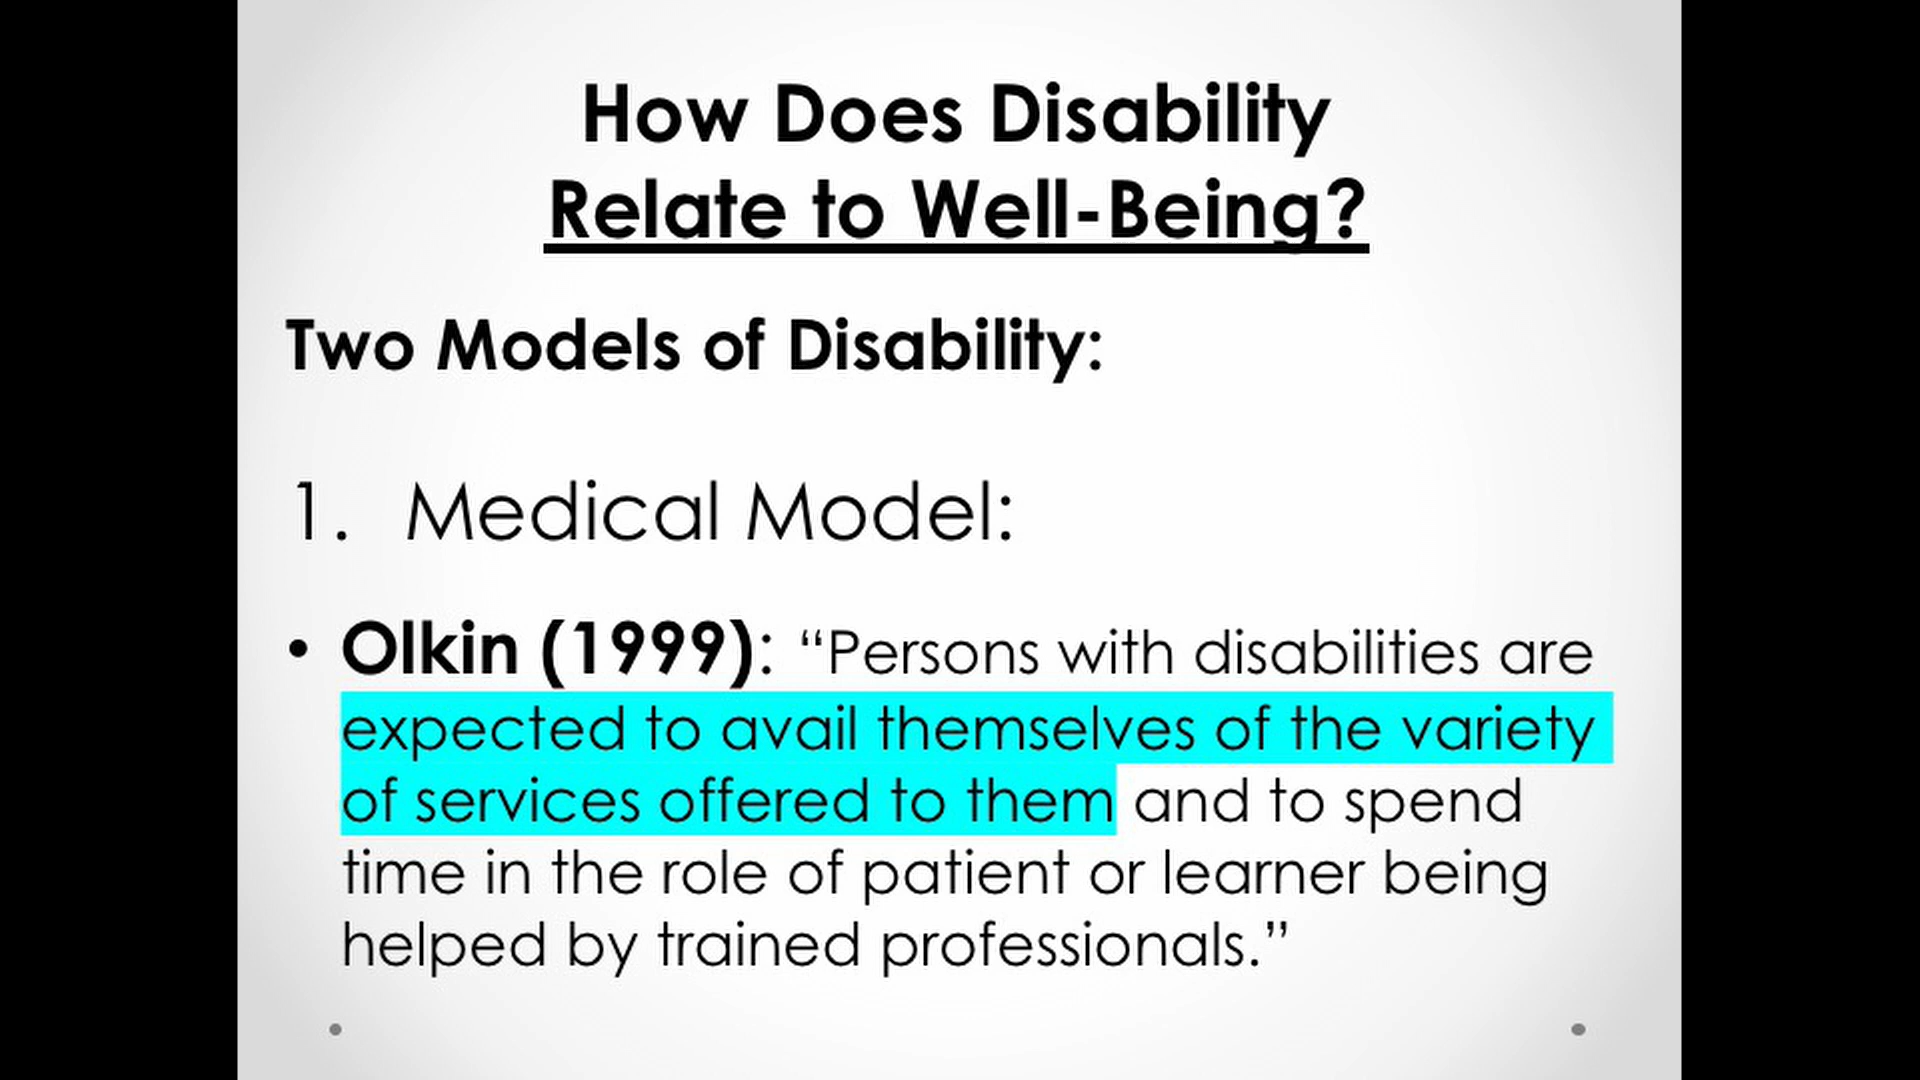 How Does Disability
Relate to Well-Being?
Two Models of Disability:
1. Medical Model:
• Olkin (1999): “Persons with disabilities are
expected to avail themselves of the variety
of services offered to them and to spend
time in the role of patient or learner being
helped by trained professionals.”